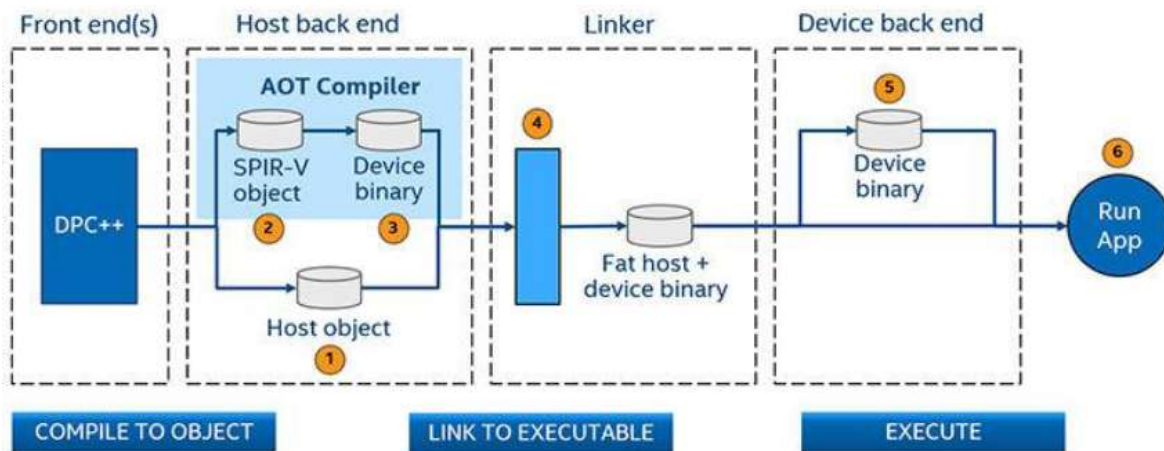 Front end(s)
Host back end
Linker
Device back end
AOT Compiler
5
4
SPIR-V
object
Device
binary
Device
binary
6
DPC++
2
3
Run
App
Fat host +
device binary
Host object
1
COMPILE TO OBJECT
LINK TO EXECUTABLE
EXECUTE